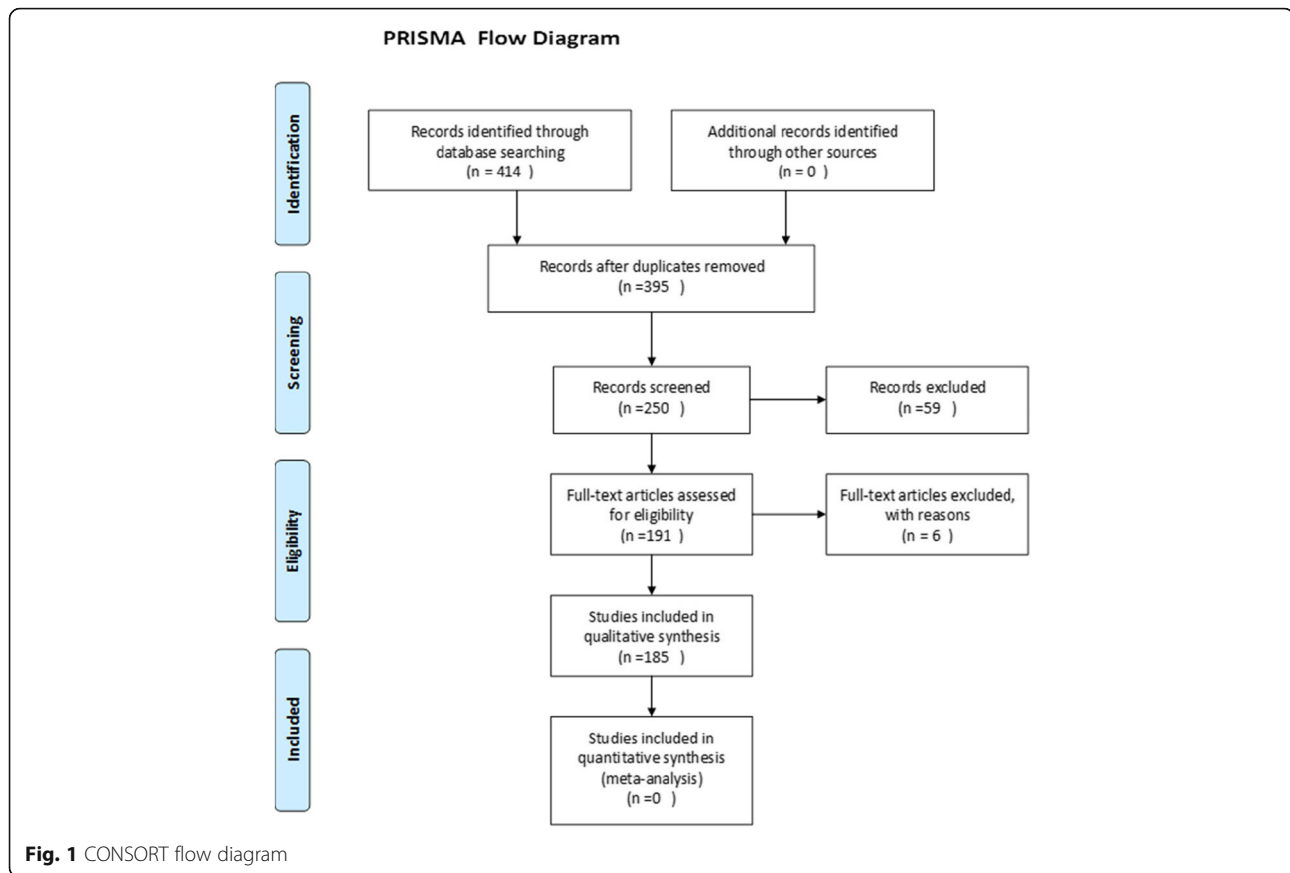 PRISMA Flow Diagram
Identification
Records identified through
database searching
(n = 414 )
Additional records identified
through other sources
(n = 0 )
Records after duplicates removed
(n =395 )
Screening
Records screened
(n =250 )
Records excluded
(n =59 )
Eligibility
Full-text articles assessed
for eligibility
(n =191 )
Full-text articles excluded,
with reasons
(n = 6 )
Studies included in
qualitative synthesis
(n =185 )
Included
Studies included in
quantitative synthesis
(meta-analysis)
(n =0 )
Fig. 1 CONSORT flow diagram